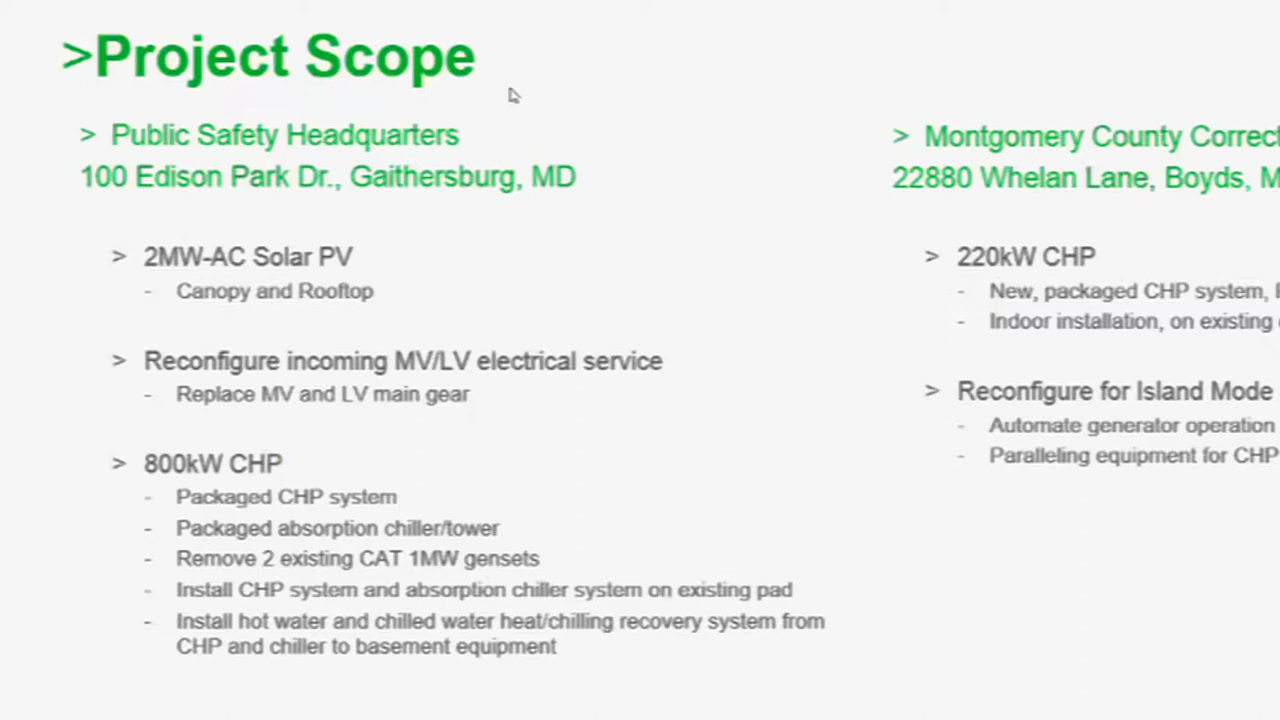 >Project Scope
> Public Safety Headquarters
100 Edison Park Dr., Gaithersburg, MD
> 2MW-AC Solar PV
- Canopy and Rooftop
> Reconfigure incoming MV/LV electrical service
- Replace MV and LV main gear
> 800kW CHP
- Packaged CHP system
- Packaged absorption chiller/tower
- Remove 2 existing CAT 1MW gensets
- Install CHP system and absorption chiller system on existing pad
- Install hot water and chilled water heat/chilling recovery system from
CHP and chiller to basement equipment
> Montgomery County Correct
22880 Whelan Lane, Boyds, M
> 220kW CHP
- New, packaged CHP system,
- Indoor installation, on existing
> Reconfigure for Island Mode
- Automate generator operation
- Paralleling equipment for CHP